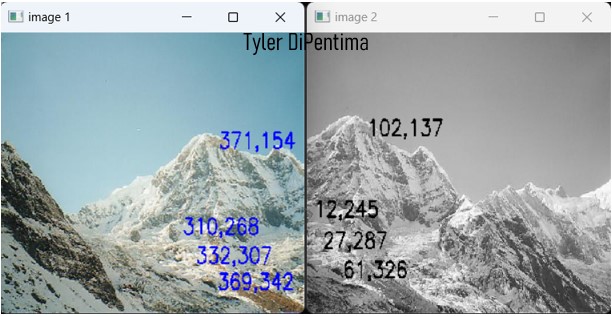 image 1
image 2
Tyler DiPentima
371,154
310,268
332,307
369,342
102,137
12,245
27,287
61,326